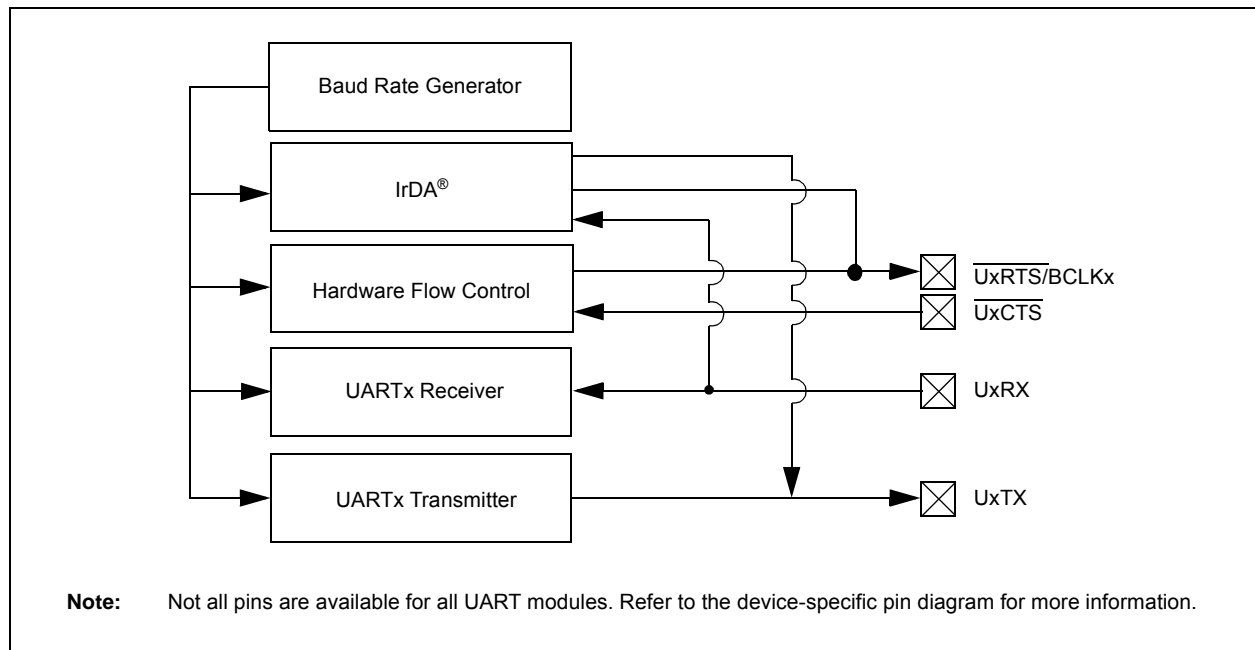 Baud Rate Generator
IrDA®
Hardware Flow Control
UxRTS/BCLKx
UxCTS
UARTx Receiver
UxRX
UARTx Transmitter
UxTX
Note: Not all pins are available for all UART modules. Refer to the device-specific pin diagram for more information.